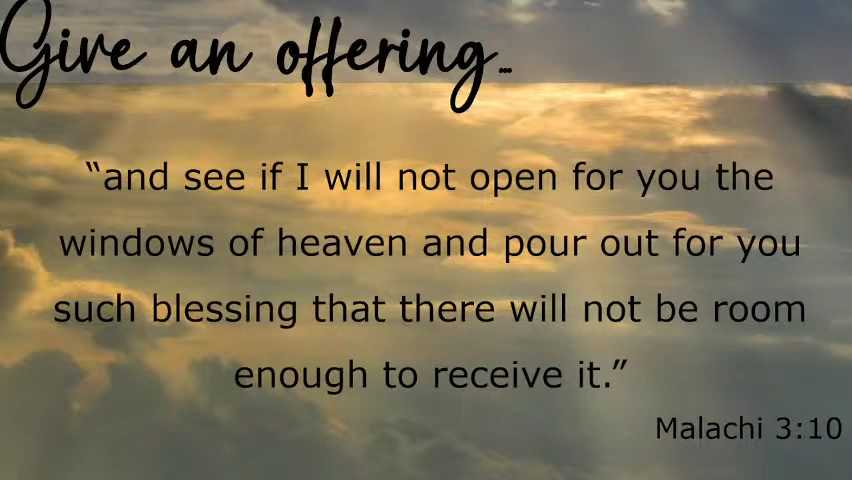 Give an offering...
“and see if I will not open for you the
windows of heaven and pour out for you
such blessing that there will not be room
enough to receive it.”
Malachi 3:10